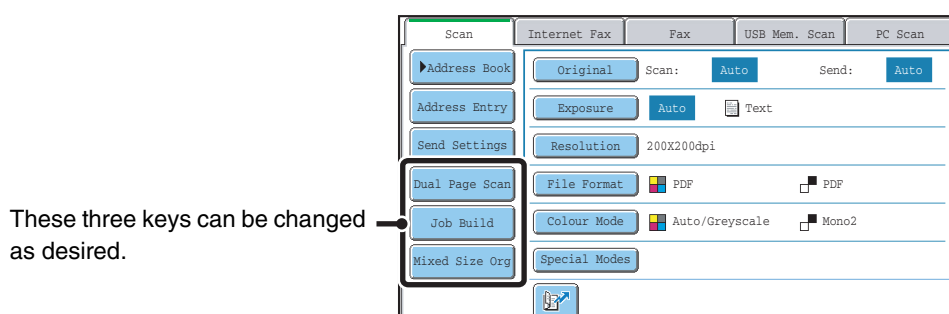 Scan Internet Fax Fax USB Mem. Scan PC Scan
Address Book Original Scan: Auto Send: Auto
Address Entry Exposure Auto Text
Send Settings Resolution 200X200dpi
Dual Page Scan File Format PDF PDF
Job Build Colour Mode Auto/Greyscale Mono2
Mixed Size Org Special Modes
These three keys can be changed
as desired.